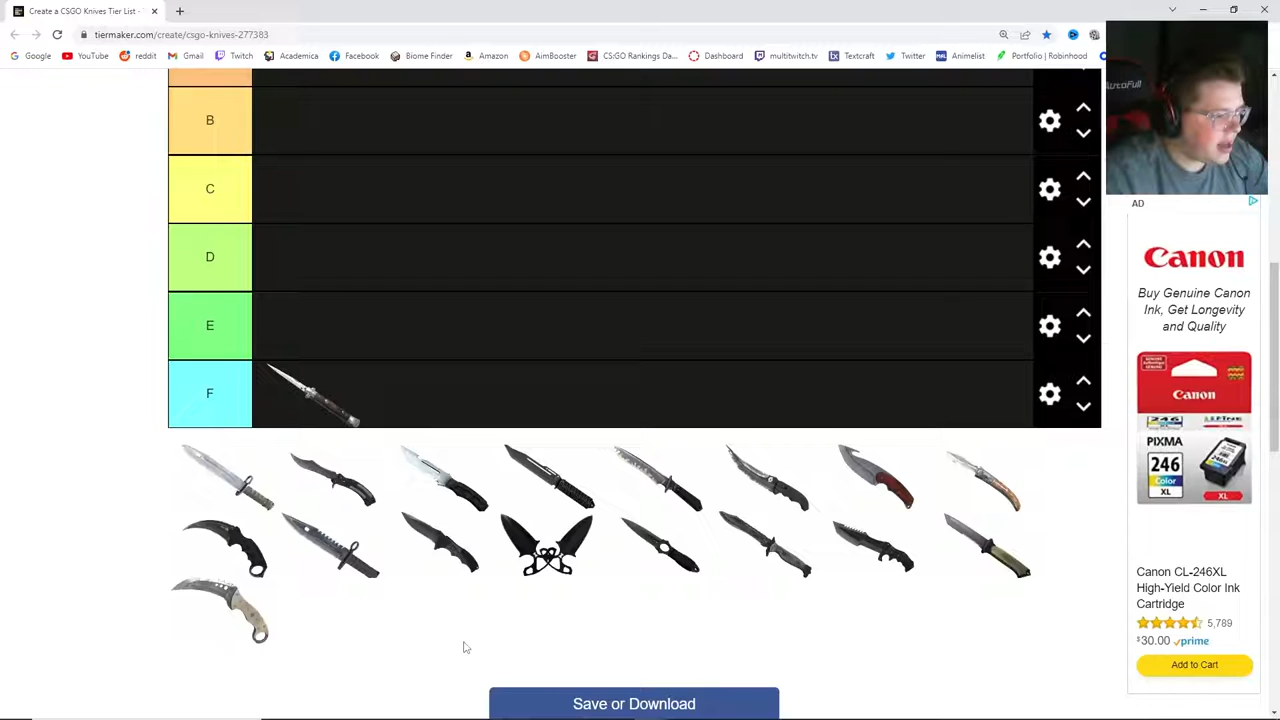 Create a CSGO Knives Tier List -
tiermaker.com/create/csgo-knives-277383
Google YouTube reddit Gmail Twitch Academica Facebook Biome Finder Amazon AimBooster CS:GO Rankings Da... Dashboard multitwitch.tv Textcraft Twitter Animelist Portfolio | Robinhood
AutoFull
B
C
D
E
F
Save or Download
AD
Canon
Buy Genuine Canon
Ink, Get Longevity
and Quality
Canon
PIXMA
246
Color
XL
246
XL
Canon CL-246XL
High-Yield Color Ink
Cartridge
5,789
$30.00 prime
Add to Cart